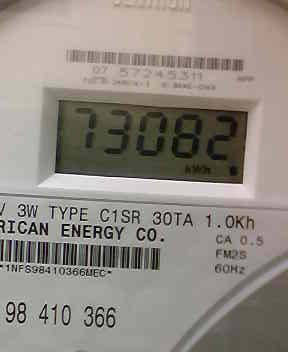 07 57245311 APP
73082
kWh
V 3W TYPE C1SR 30TA 1.0Kh
RICAN ENERGY CO.
CA 0.5
FM2S
60Hz
*1NFS98410366MEC*
98 410 366